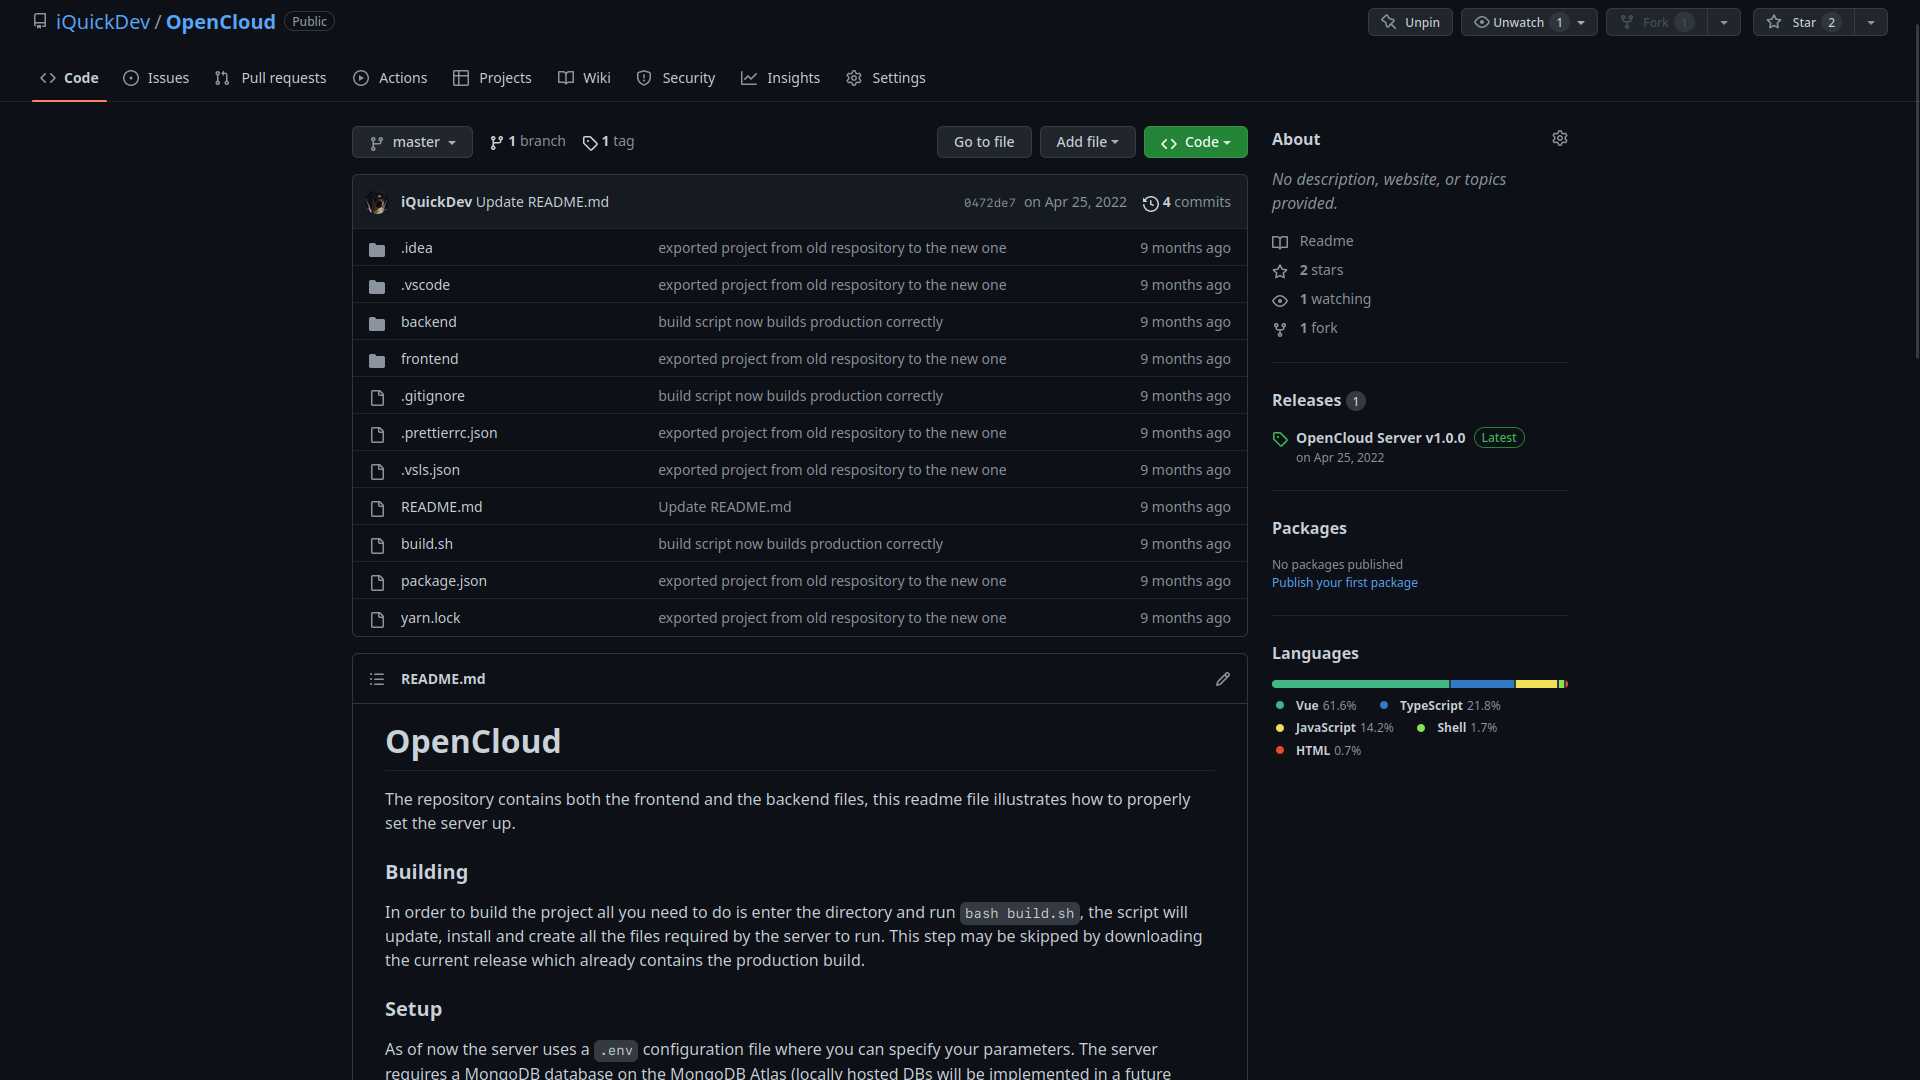 iQuickDev / OpenCloud Public
Unpin Unwatch 1 Fork 1 Star 2
Code Issues Pull requests Actions Projects Wiki Security Insights Settings
master 1 branch 1 tag Go to file Add file Code
iQuickDev Update README.md 0472de7 on Apr 25, 2022 4 commits
.idea exported project from old respository to the new one 9 months ago
.vscode exported project from old respository to the new one 9 months ago
backend build script now builds production correctly 9 months ago
frontend exported project from old respository to the new one 9 months ago
.gitignore build script now builds production correctly 9 months ago
.prettierrc.json exported project from old respository to the new one 9 months ago
.vsls.json exported project from old respository to the new one 9 months ago
README.md Update README.md 9 months ago
build.sh build script now builds production correctly 9 months ago
package.json exported project from old respository to the new one 9 months ago
yarn.lock exported project from old respository to the new one 9 months ago
README.md
OpenCloud
The repository contains both the frontend and the backend files, this readme file illustrates how to properly
set the server up.
Building
In order to build the project all you need to do is enter the directory and run bash build.sh, the script will
update, install and create all the files required by the server to run. This step may be skipped by downloading
the current release which already contains the production build.
Setup
As of now the server uses a .env configuration file where you can specify your parameters. The server
requires a MongoDB database on the MongoDB Atlas (locally hosted DBs will be implemented in a future
About
No description, website, or topics
provided.
Readme
2 stars
1 watching
1 fork
Releases 1
OpenCloud Server v1.0.0 Latest
on Apr 25, 2022
Packages
No packages published
Publish your first package
Languages
Vue 61.6% TypeScript 21.8%
JavaScript 14.2% Shell 1.7%
HTML 0.7%